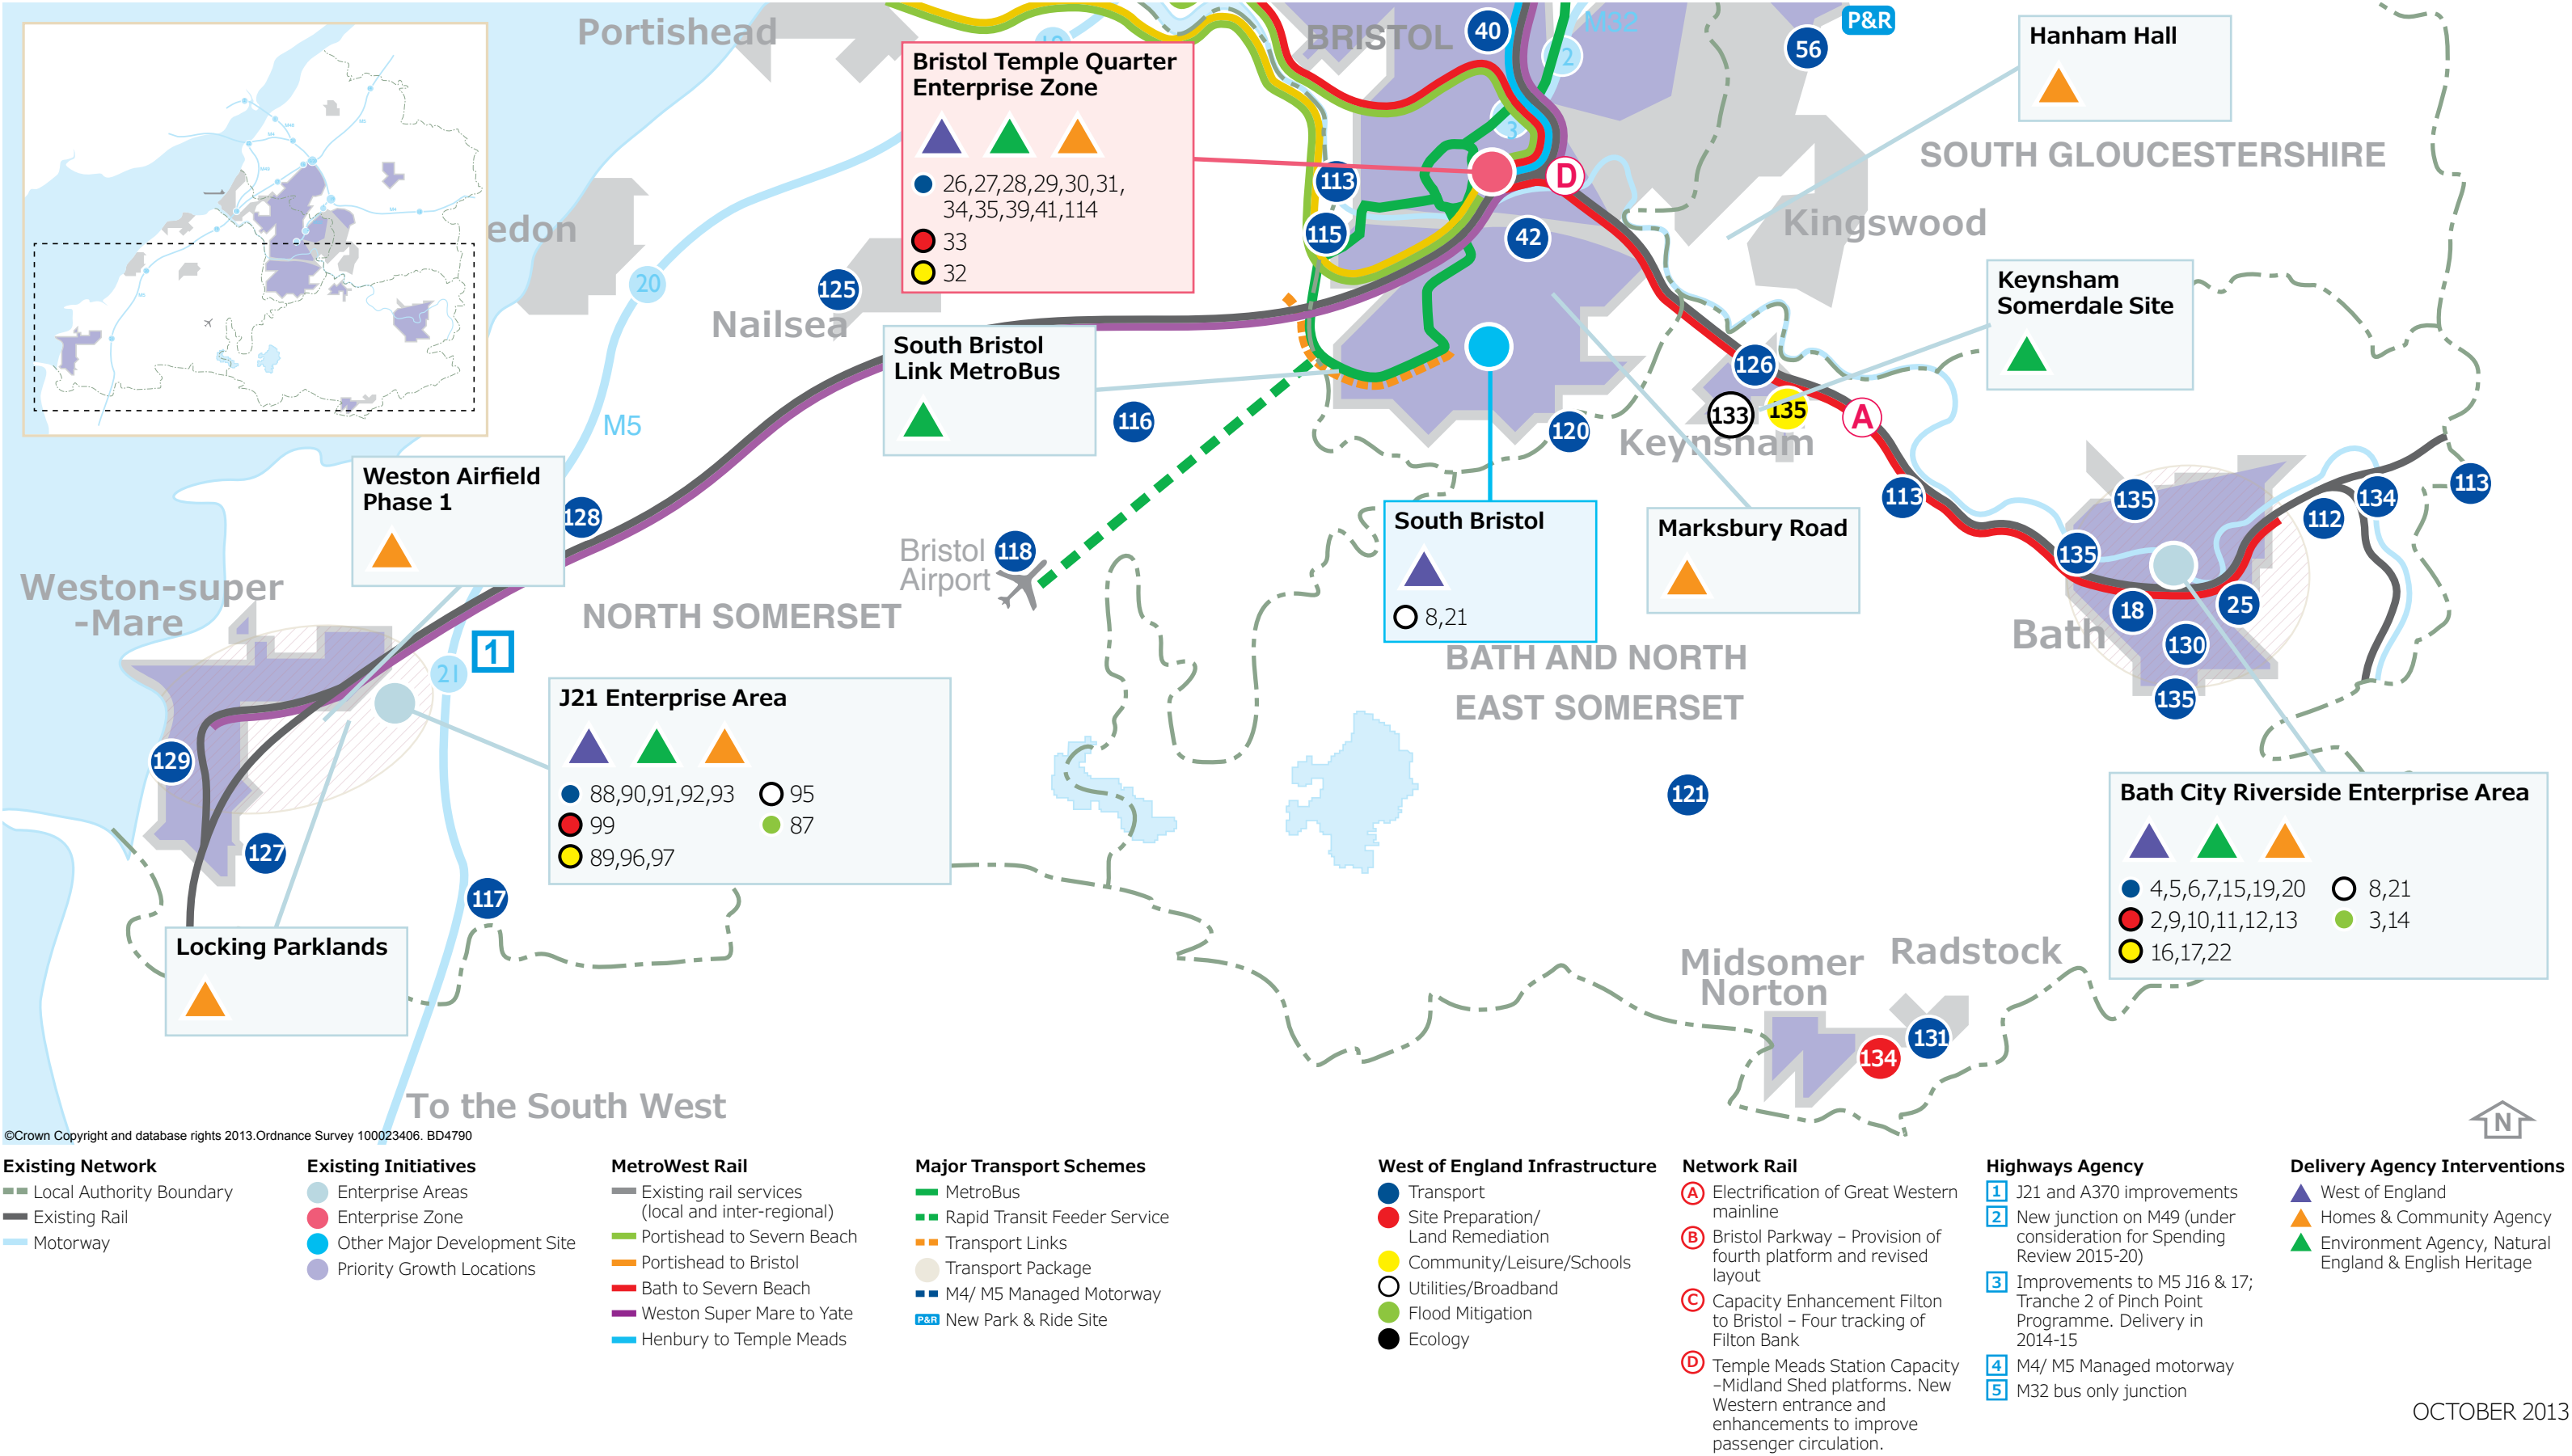 Portishead
19
BRISTOL
40
M32
2
56
P&R
Hanham Hall
Bristol Temple Quarter
Enterprise Zone
26,27,28,29,30,31,
34,35,39,41,114
33
32
3
SOUTH GLOUCESTERSHIRE
113
D
115
42
Kingswood
edon
20
125
Nailsea
Keynsham
Somerdale Site
South Bristol
Link MetroBus
126
133
135
A
M5
116
120
Keynsham
Weston Airfield
Phase 1
128
113
135
134
113
112
South Bristol
8,21
Marksbury Road
Bristol
Airport
118
135
Weston-super
-Mare
NORTH SOMERSET
18
25
Bath
130
135
1
21
BATH AND NORTH
EAST SOMERSET
J21 Enterprise Area
88,90,91,92,93
95
99
87
89,96,97
129
121
127
117
Bath City Riverside Enterprise Area
4,5,6,7,15,19,20
8,21
2,9,10,11,12,13
3,14
16,17,22
Locking Parklands
Midsomer
Norton
Radstock
134
131
To the South West
N
©Crown Copyright and database rights 2013.Ordnance Survey 100023406. BD4790
Existing Network
Local Authority Boundary
Existing Rail
Motorway
Existing Initiatives
Enterprise Areas
Enterprise Zone
Other Major Development Site
Priority Growth Locations
MetroWest Rail
Existing rail services
(local and inter-regional)
Portishead to Severn Beach
Portishead to Bristol
Bath to Severn Beach
Weston Super Mare to Yate
Henbury to Temple Meads
Major Transport Schemes
MetroBus
Rapid Transit Feeder Service
Transport Links
Transport Package
M4/ M5 Managed Motorway
P&R New Park & Ride Site
West of England Infrastructure
Transport
Site Preparation/
Land Remediation
Community/Leisure/Schools
Utilities/Broadband
Flood Mitigation
Ecology
Network Rail
A Electrification of Great Western
mainline
B Bristol Parkway – Provision of
fourth platform and revised
layout
C Capacity Enhancement Filton
to Bristol – Four tracking of
Filton Bank
D Temple Meads Station Capacity
–Midland Shed platforms. New
Western entrance and
enhancements to improve
passenger circulation.
Highways Agency
1 J21 and A370 improvements
2 New junction on M49 (under
consideration for Spending
Review 2015-20)
3 Improvements to M5 J16 & 17;
Tranche 2 of Pinch Point
Programme. Delivery in
2014-15
4 M4/ M5 Managed motorway
5 M32 bus only junction
Delivery Agency Interventions
West of England
Homes & Community Agency
Environment Agency, Natural
England & English Heritage
OCTOBER 2013